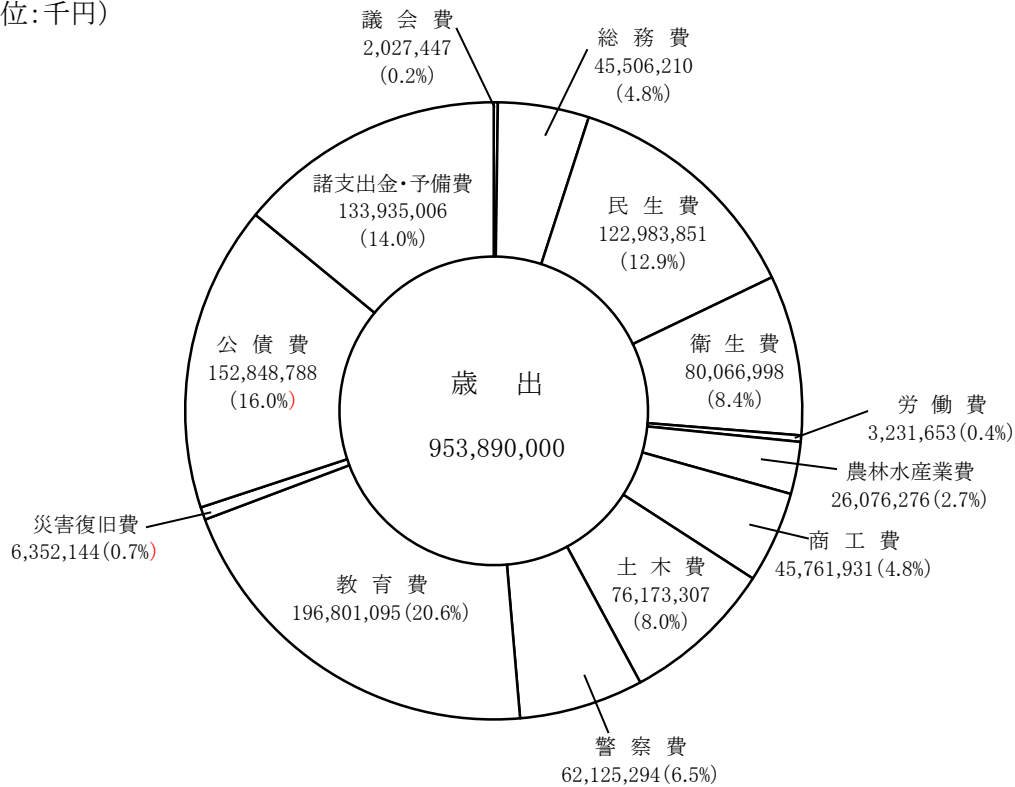 位:千円)
議会費
2,027,447
(0.2%)
総務費
45,506,210
(4.8%)
民生費
122,983,851
(12.9%)
衛生費
80,066,998
(8.4%)
労働費
3,231,653(0.4%)
農林水産業費
26,076,276(2.7%)
商工費
45,761,931(4.8%)
土木費
76,173,307
(8.0%)
警察費
62,125,294(6.5%)
教育費
196,801,095(20.6%)
災害復旧費
6,352,144(0.7%)
公債費
152,848,788
(16.0%)
諸支出金・予備費
133,935,006
(14.0%)
歳出
953,890,000